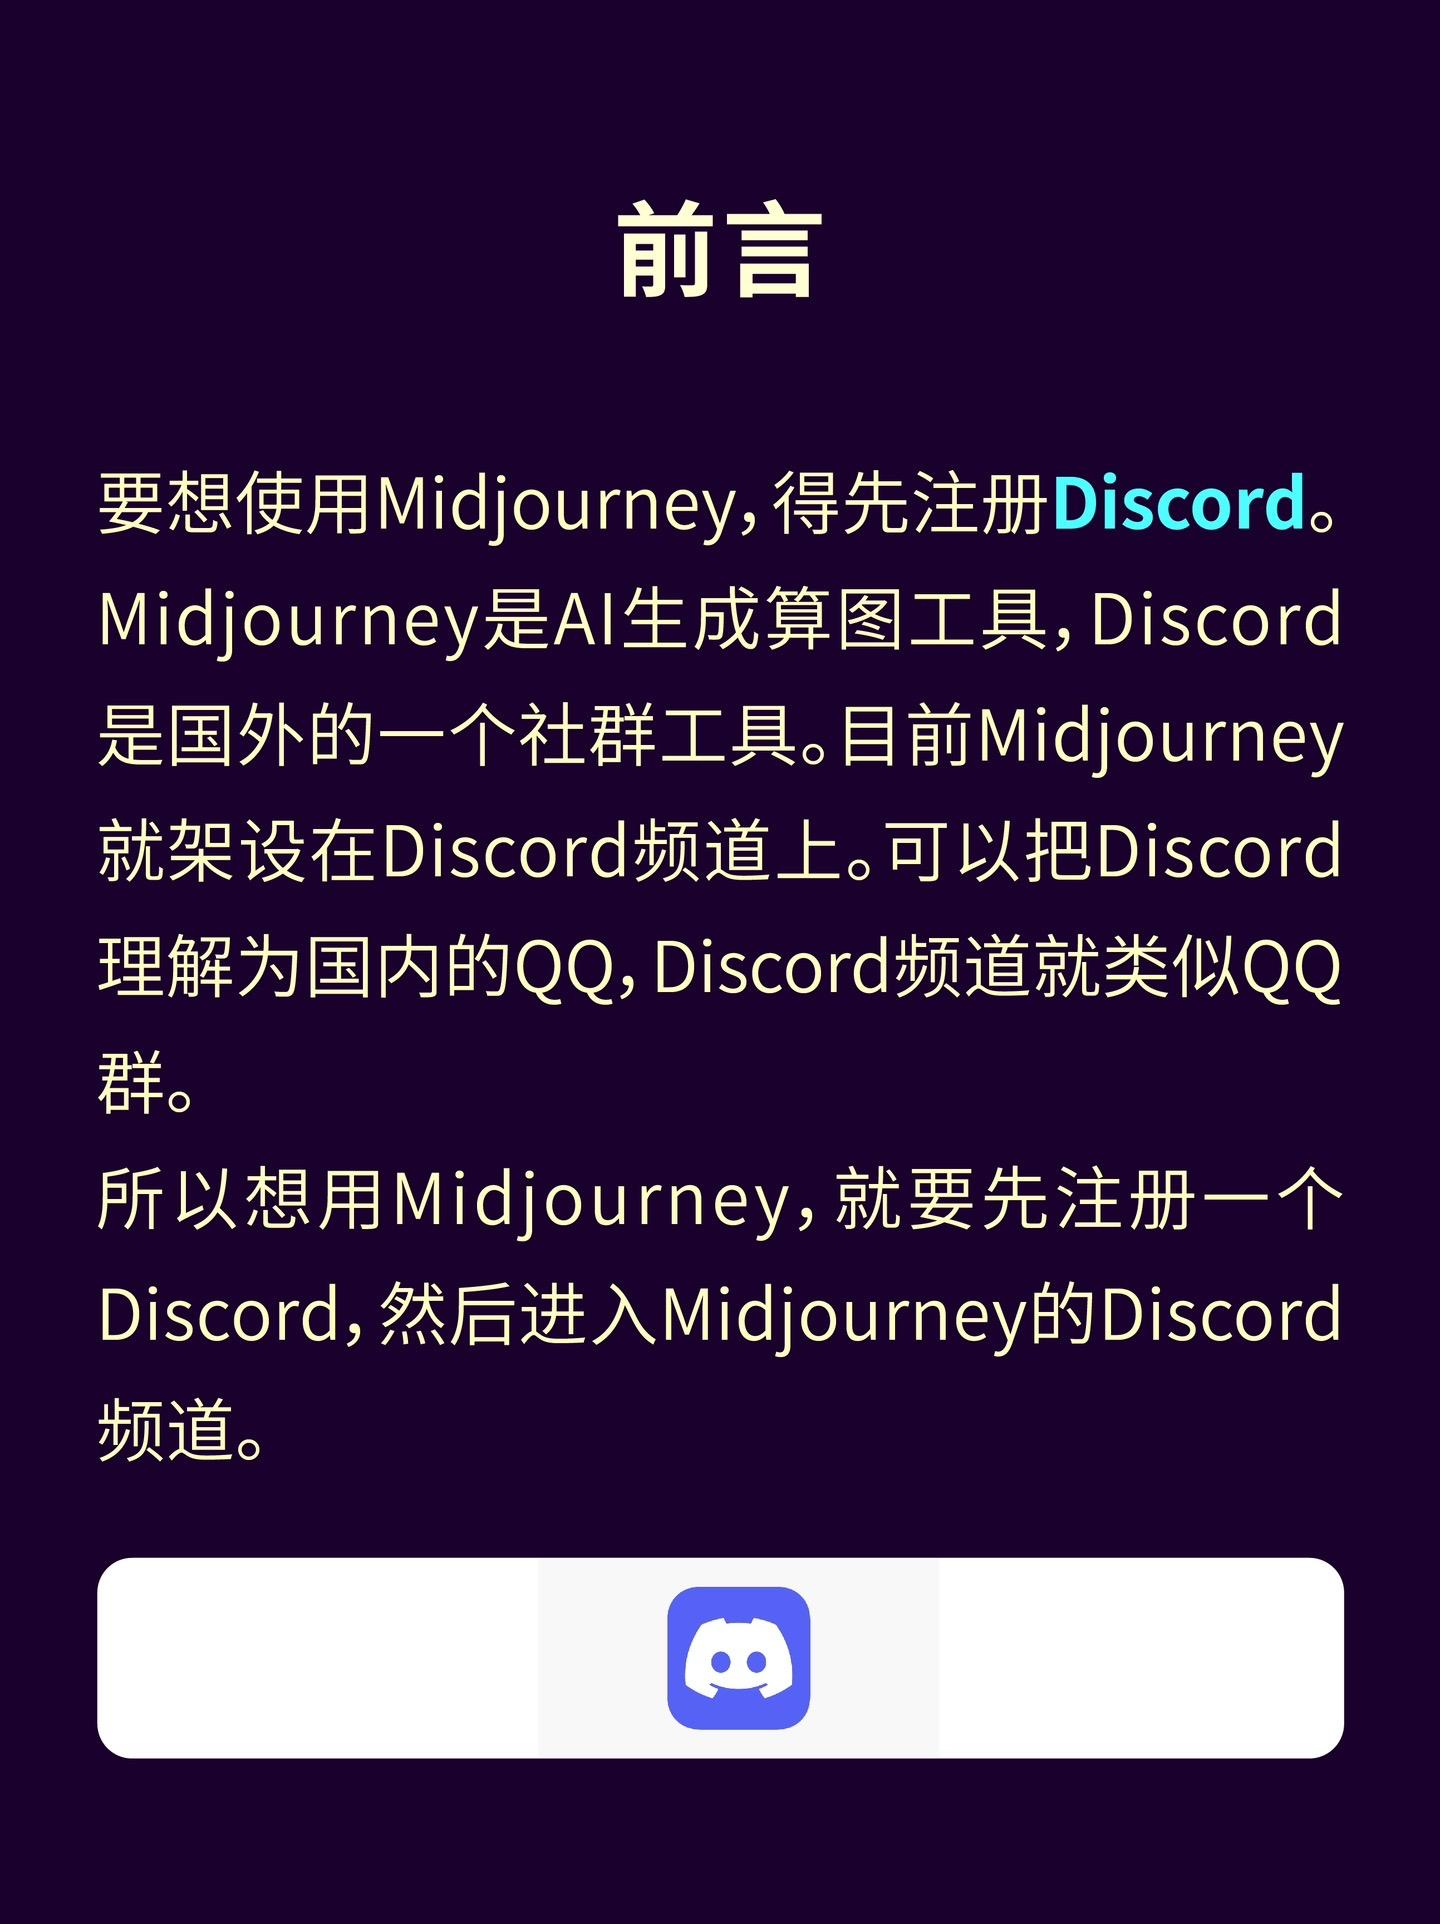 前言
要想使用Midjourney，得先注册Discord。
Midjourney是AI生成算图工具，Discord
是国外的一个社群工具。目前Midjourney
就架设在Discord频道上。可以把Discord
理解为国内的QQ，Discord频道就类似QQ
群。
所以想用Midjourney，就要先注册一个
Discord，然后进入Midjourney的Discord
频道。